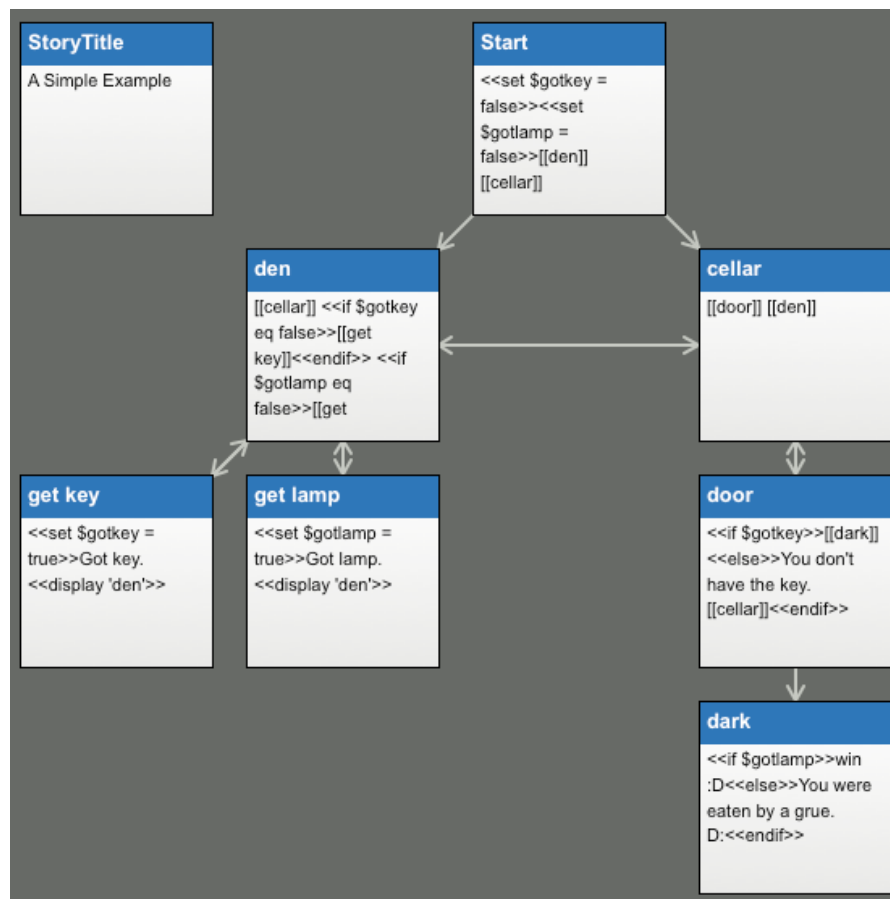 StoryTitle
A Simple Example
Start
<<set $gotkey =
false>><<set
$gotlamp =
false>>[[den]]
[[cellar]]
den
[[cellar]] <<if $gotkey
eq false>>[[get
key]]<<endif>> <<if
$gotlamp eq
false>>[[get
cellar
[[door]] [[den]]
get key
<<set $gotkey =
true>>Got key.
<<display 'den'>>
get lamp
<<set $gotlamp =
true>>Got lamp.
<<display 'den'>>
door
<<if $gotkey>>[[dark]]
<<else>>You don't
have the key.
[[cellar]]<<endif>>
dark
<<if $gotlamp>>win
:D<<else>>You were
eaten by a grue.
D:<<endif>>